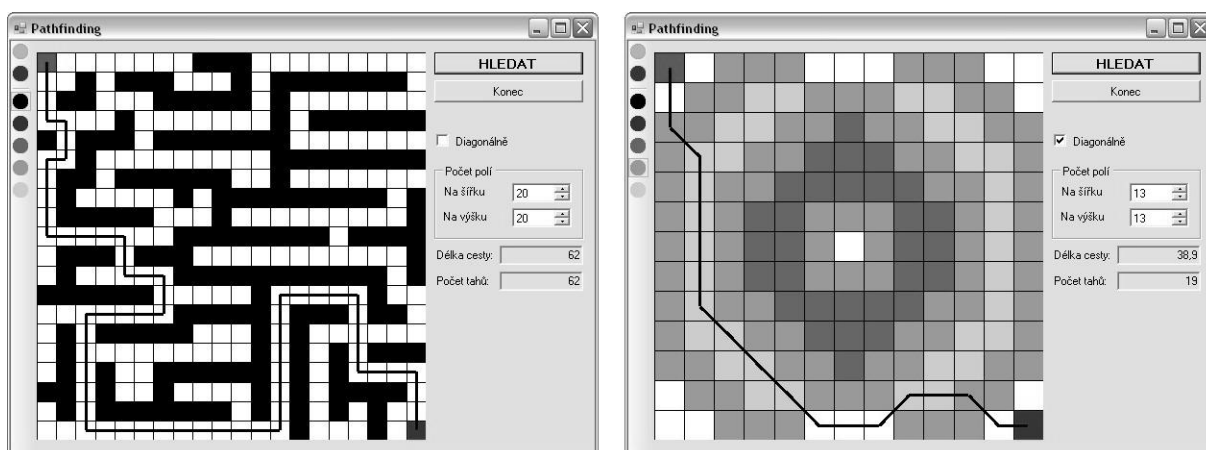 Pathfinding
HLEDAT
Konec
Diagonálně
Počet polí
Na šířku 20
Na výšku 20
Délka cesty: 62
Počet tahů: 62
Pathfinding
HLEDAT
Konec
Diagonálně
Počet polí
Na šířku 13
Na výšku 13
Délka cesty: 38,9
Počet tahů: 19